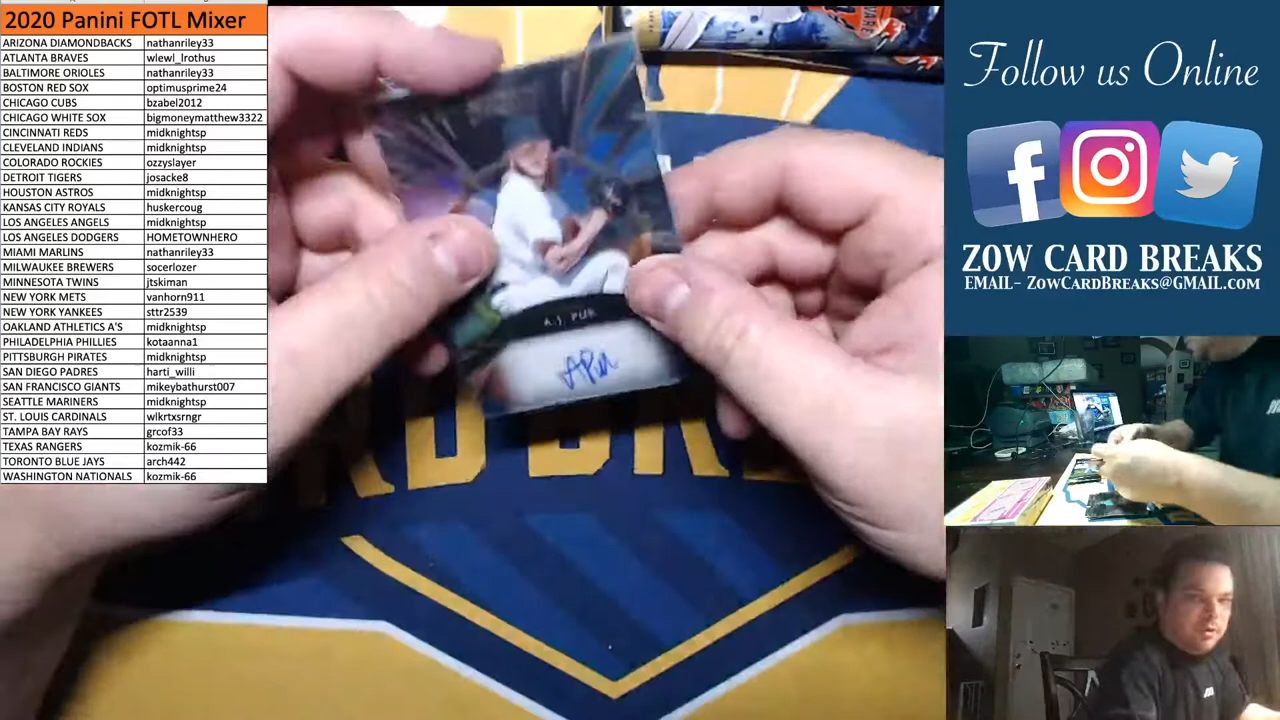 2020 Panini FOTL Mixer
ARIZONA DIAMONDBACKS nathanriley33
ATLANTA BRAVES wlewl_lrothus
BALTIMORE ORIOLES nathanriley33
BOSTON RED SOX optimusprime24
CHICAGO CUBS bzabel2012
CHICAGO WHITE SOX bigmoneymatthew3322
CINCINNATI REDS midknightsp
CLEVELAND INDIANS midknightsp
COLORADO ROCKIES ozzyslayer
DETROIT TIGERS josacke8
HOUSTON ASTROS midknightsp
KANSAS CITY ROYALS huskercoug
LOS ANGELES ANGELS midknightsp
LOS ANGELES DODGERS HOMETOWNHERO
MIAMI MARLINS nathanriley33
MILWAUKEE BREWERS socerlozer
MINNESOTA TWINS jtskiman
NEW YORK METS vanhorn911
NEW YORK YANKEES sttr2539
OAKLAND ATHLETICS A'S midknightsp
PHILADELPHIA PHILLIES kotaanna1
PITTSBURGH PIRATES midknightsp
SAN DIEGO PADRES harti_willi
SAN FRANCISCO GIANTS mikeybathurst007
SEATTLE MARINERS midknightsp
ST. LOUIS CARDINALS wlkrtxsrngr
TAMPA BAY RAYS grcof33
TEXAS RANGERS kozmik-66
TORONTO BLUE JAYS arch442
WASHINGTON NATIONALS kozmik-66
A.J. PUK
Follow us Online
ZOW CARD BREAKS
EMAIL- ZOWCARDBREAKS@GMAIL.COM